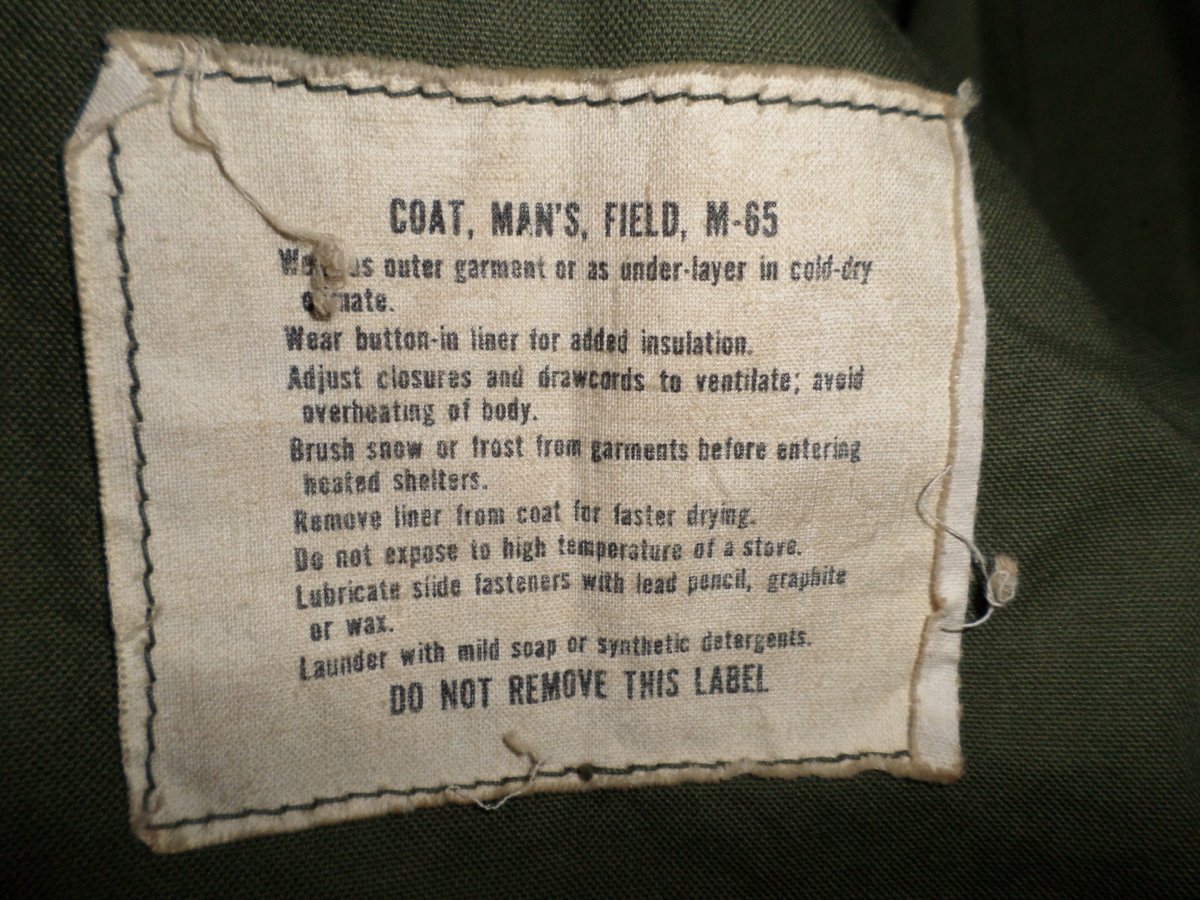 COAT, MAN'S, FIELD, M-65
as outer garment or as under-layer in cold-dry
climate.
Wear button-in liner for added insulation.
Adjust closures and drawcords to ventilate; avoid
overheating of body.
Brush snow or frost from garments before entering
heated shelters.
Remove liner from coat for faster drying.
Do not expose to high temperature of a stove.
Lubricate slide fasteners with lead pencil, graphite
or wax.
Launder with mild soap or synthetic detergents.
DO NOT REMOVE THIS LABEL